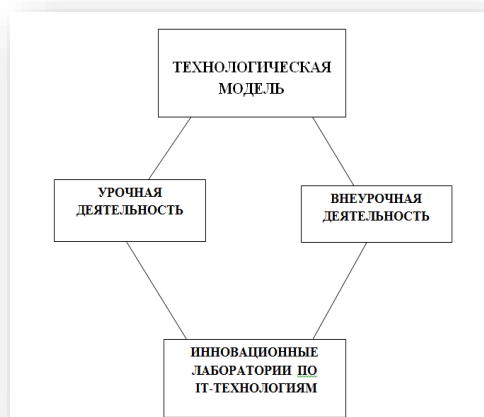 ТЕХНОЛОГИЧЕСКАЯ
МОДЕЛЬ
УРОЧНАЯ
ДЕЯТЕЛЬНОСТЬ
ВНЕУРОЧНАЯ
ДЕЯТЕЛЬНОСТЬ
ИННОВАЦИОННЫЕ
ЛАБОРАТОРИИ ПО
IT-ТЕХНОЛОГИЯМ